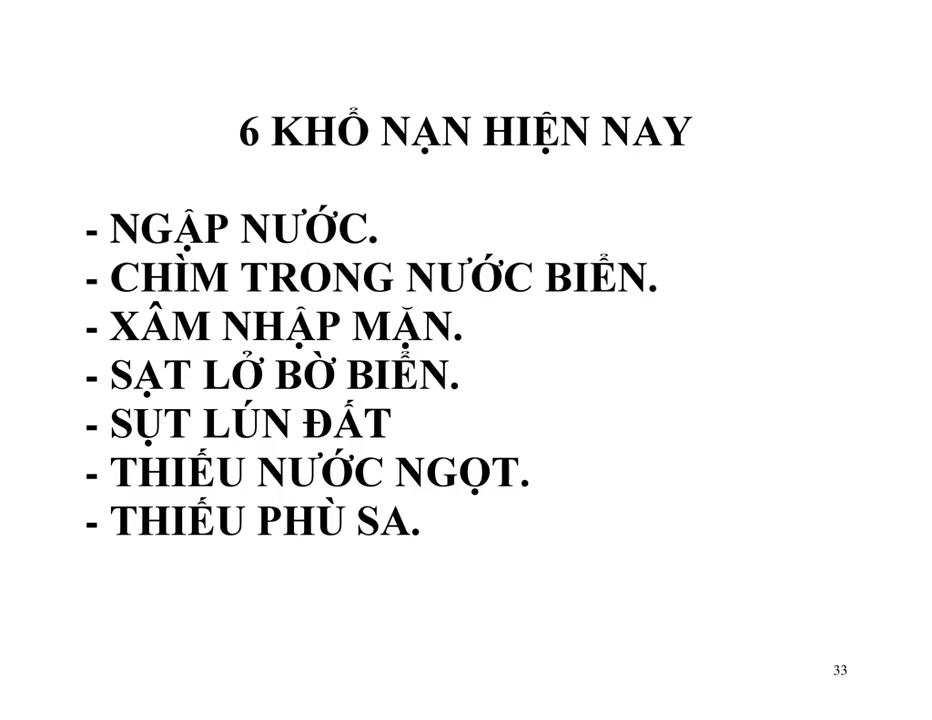 6 KHỔ NẠN HIỆN NAY
- NGẬP NƯỚC.
- CHÌM TRONG NƯỚC BIỂN.
- XÂM NHẬP MẶN.
- SẠT LỞ BỜ BIỂN.
- SỤT LÚN ĐẤT
- THIẾU NƯỚC NGỌT.
- THIẾU PHÙ SA.
33